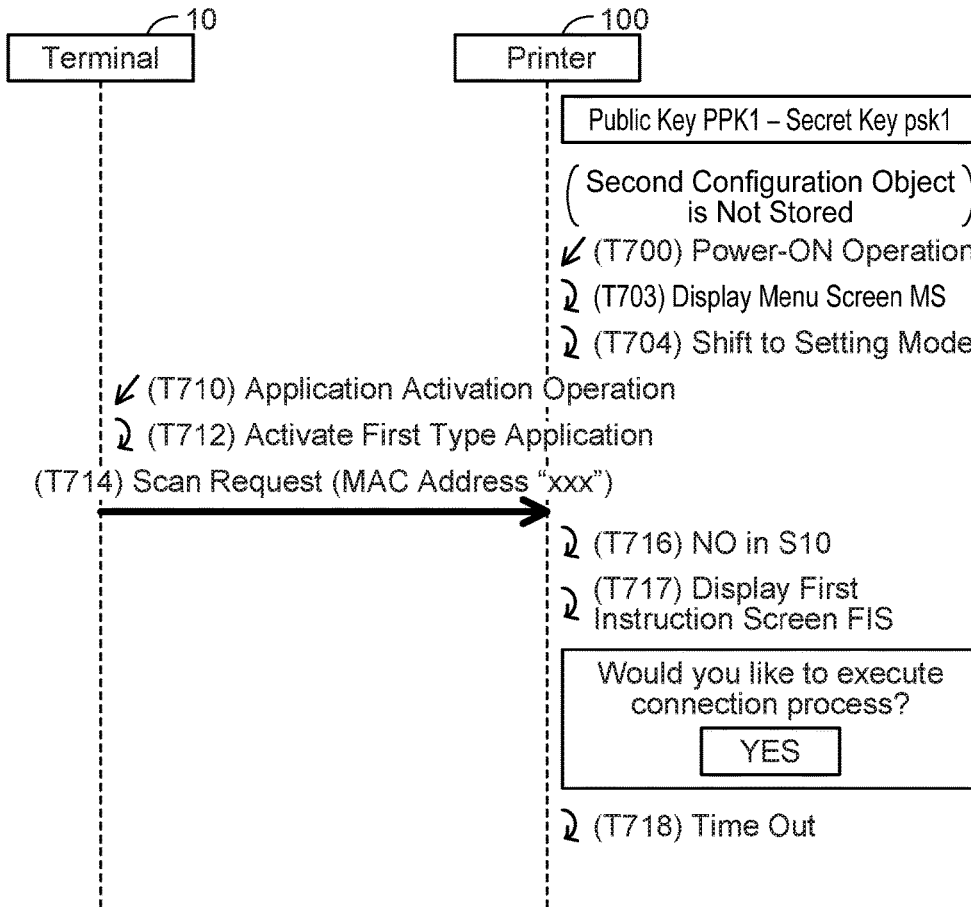 10
100
Terminal
Printer
Public Key PPK1 – Secret Key psk1
Second Configuration Object
is Not Stored
(T700) Power-ON Operation
(T703) Display Menu Screen MS
(T704) Shift to Setting Mode
(T710) Application Activation Operation
(T712) Activate First Type Application
(T714) Scan Request (MAC Address “xxx”)
(T716) NO in S10
(T717) Display First
Instruction Screen FIS
Would you like to execute
connection process?
YES
(T718) Time Out